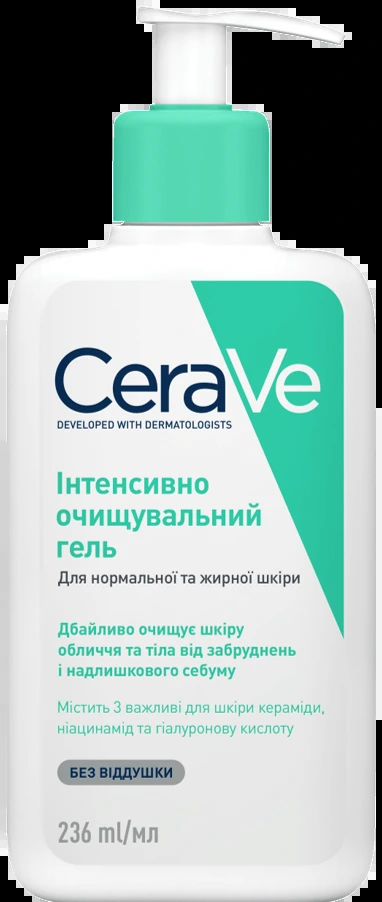 CeraVe
DEVELOPED WITH DERMATOLOGISTS
Інтенсивно
очищувальний
гель
Для нормальної та жирної шкіри
Дбайливо очищує шкіру
обличчя та тіла від забруднень
і надлишкового себуму
Містить 3 важливі для шкіри кераміди,
ніацинамід та гіалуронову кислоту
БЕЗ ВІДДУШКИ
236 ml/мл